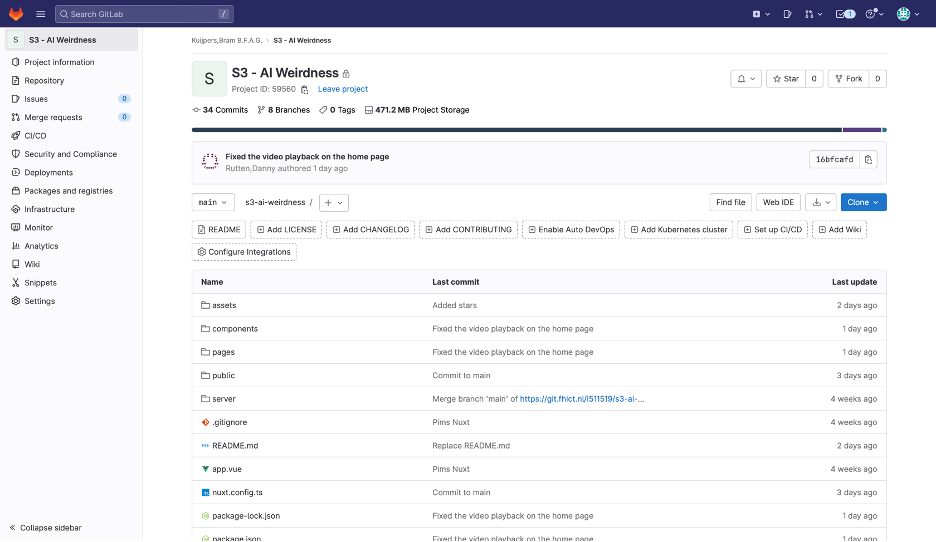 Search GitLab /
1
S S3 - AI Weirdness
Project information
Repository
Issues 0
Merge requests 0
CI/CD
Security and Compliance
Deployments
Packages and registries
Infrastructure
Monitor
Analytics
Wiki
Snippets
Settings
Collapse sidebar
Kuijpers,Bram B.F.A.G. › S3 - AI Weirdness
S
S3 - AI Weirdness
Project ID: 59560 Leave project
Star 0 Fork 0
34 Commits 8 Branches 0 Tags 471.2 MB Project Storage
Fixed the video playback on the home page
Rutten,Danny authored 1 day ago
16bfcafd
main s3-ai-weirdness / +
Find file Web IDE Clone
README Add LICENSE Add CHANGELOG Add CONTRIBUTING Enable Auto DevOps Add Kubernetes cluster Set up CI/CD Add Wiki
Configure Integrations
Name Last commit Last update
assets Added stars 2 days ago
components Fixed the video playback on the home page 1 day ago
pages Fixed the video playback on the home page 1 day ago
public Commit to main 3 days ago
server Merge branch 'main' of https://git.fhict.nl/I511519/s3-ai-... 4 weeks ago
.gitignore Pims Nuxt 4 weeks ago
README.md Replace README.md 2 days ago
app.vue Pims Nuxt 4 weeks ago
nuxt.config.ts Commit to main 3 days ago
package-lock.json Fixed the video playback on the home page 1 day ago
package.json Fixed the video playback on the home page 1 day ago